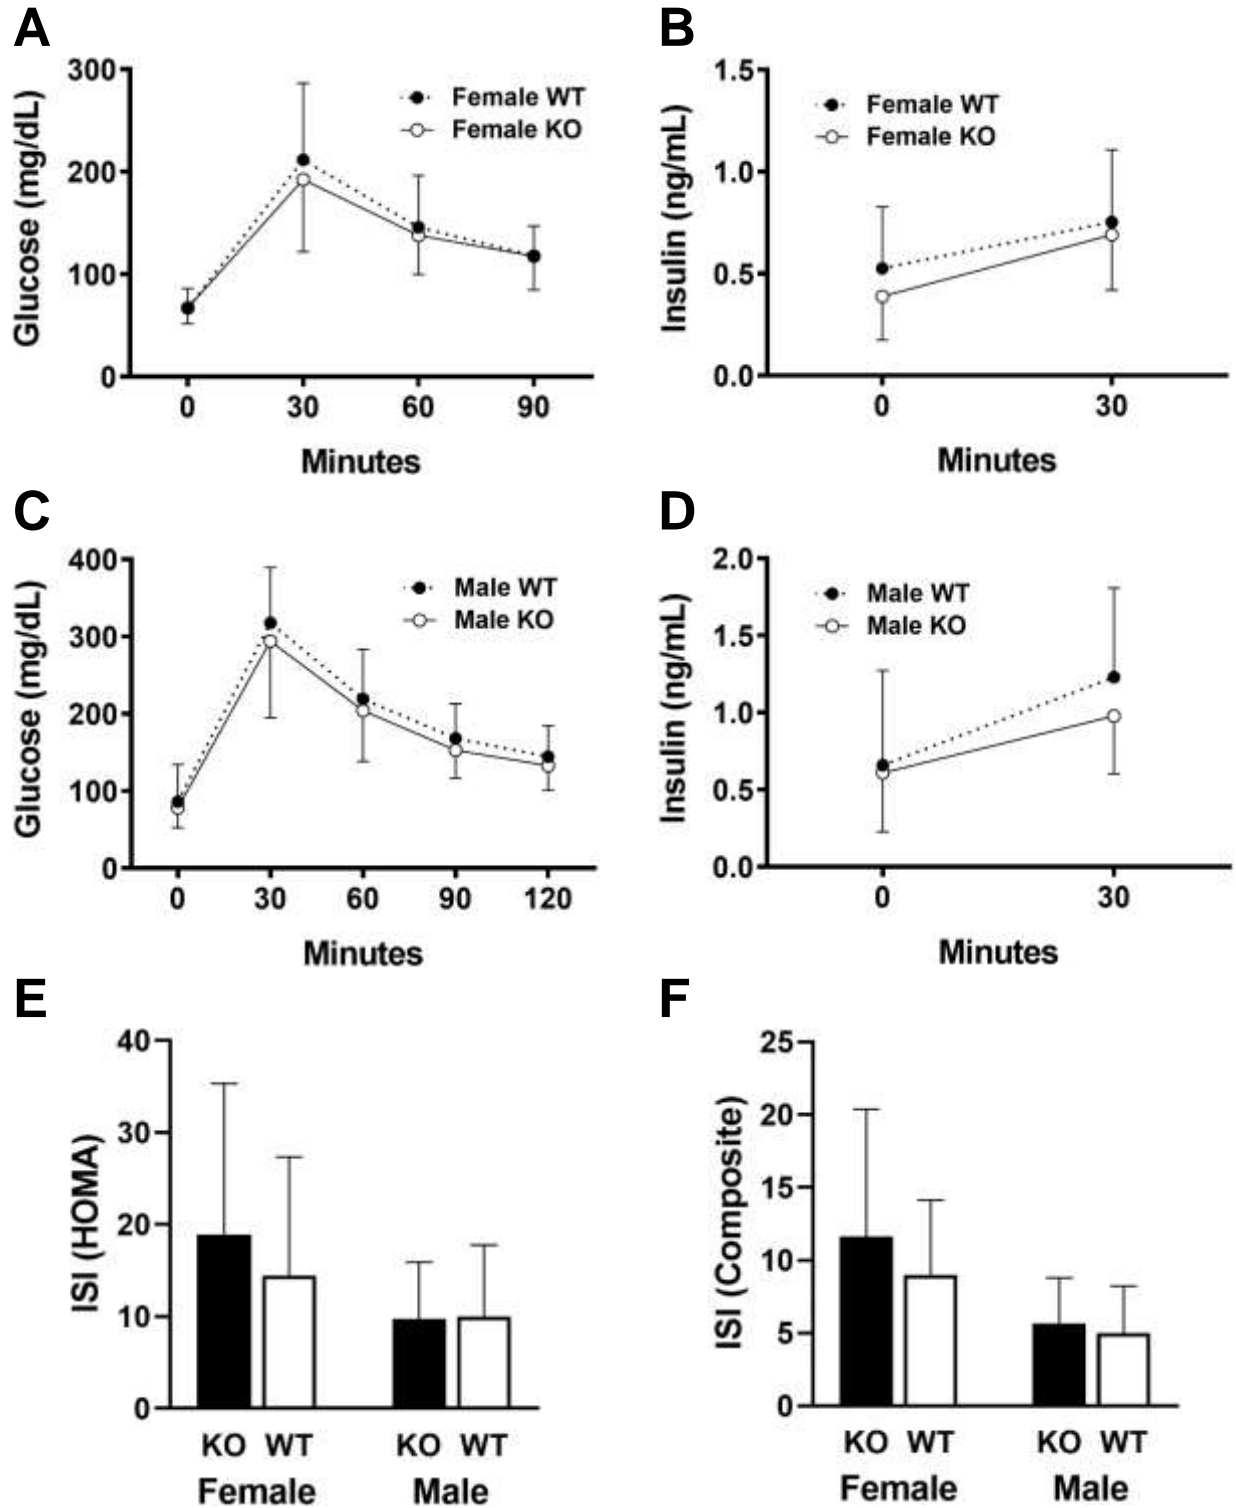 A
Glucose (mg/dL)
300
200
100
0
Female WT
Female KO
0 30 60 90
Minutes
B
Insulin (ng/mL)
1.5
1.0
0.5
0.0
Female WT
Female KO
0 30
Minutes
C
Glucose (mg/dL)
400
300
200
100
0
Male WT
Male KO
0 30 60 90 120
Minutes
D
Insulin (ng/mL)
2.0
1.5
1.0
0.5
0.0
Male WT
Male KO
0 30
Minutes
E
ISI (HOMA)
40
30
20
10
0
KO WT KO WT
Female Male
F
ISI (Composite)
25
20
15
10
5
0
KO WT KO WT
Female Male